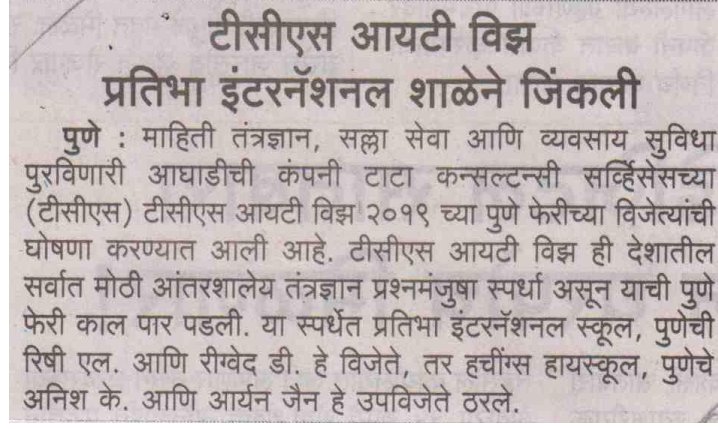 टीसीएस आयटी विझ
प्रतिभा इंटरनॅशनल शाळेने जिंकली
पुणे : माहिती तंत्रज्ञान, सल्ला सेवा आणि व्यवसाय सुविधा
पुरविणारी आघाडीची कंपनी टाटा कन्सल्टन्सी सर्व्हिसेसच्या
(टीसीएस) टीसीएस आयटी विझ २०१९ च्या पुणे फेरीच्या विजेत्यांची
घोषणा करण्यात आली आहे. टीसीएस आयटी विझ ही देशातील
सर्वात मोठी आंतरशालेय तंत्रज्ञान प्रश्नमंजुषा स्पर्धा असून याची पुणे
फेरी काल पार पडली. या स्पर्धेत प्रतिभा इंटरनॅशनल स्कूल, पुणेची
रिषी एल. आणि रीग्वेद डी. हे विजेते, तर हचींग्स हायस्कूल, पुणेचे
अनिश के. आणि आर्यन जैन हे उपविजेते ठरले.